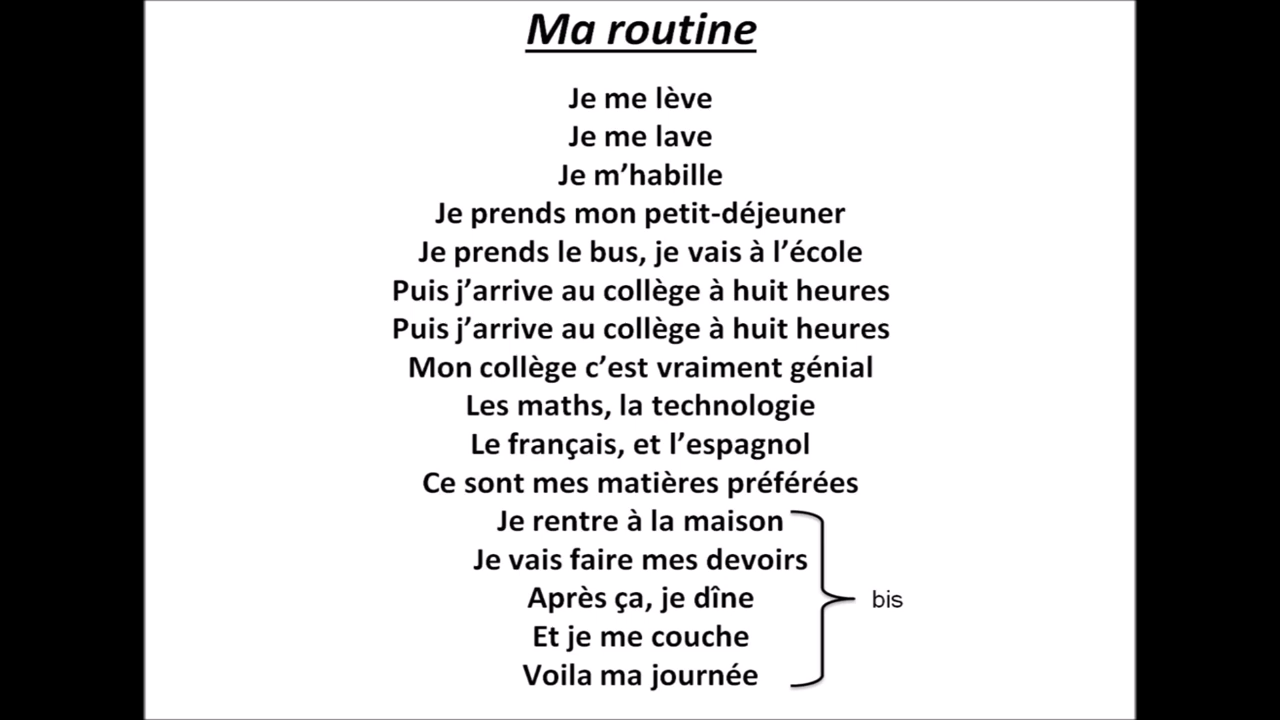 Ma routine
Je me lève
Je me lave
Je m’habille
Je prends mon petit-déjeuner
Je prends le bus, je vais à l’école
Puis j’arrive au collège à huit heures
Puis j’arrive au collège à huit heures
Mon collège c’est vraiment génial
Les maths, la technologie
Le français, et l’espagnol
Ce sont mes matières préférées
Je rentre à la maison
Je vais faire mes devoirs
Après ça, je dîne
Et je me couche
Voila ma journée
bis